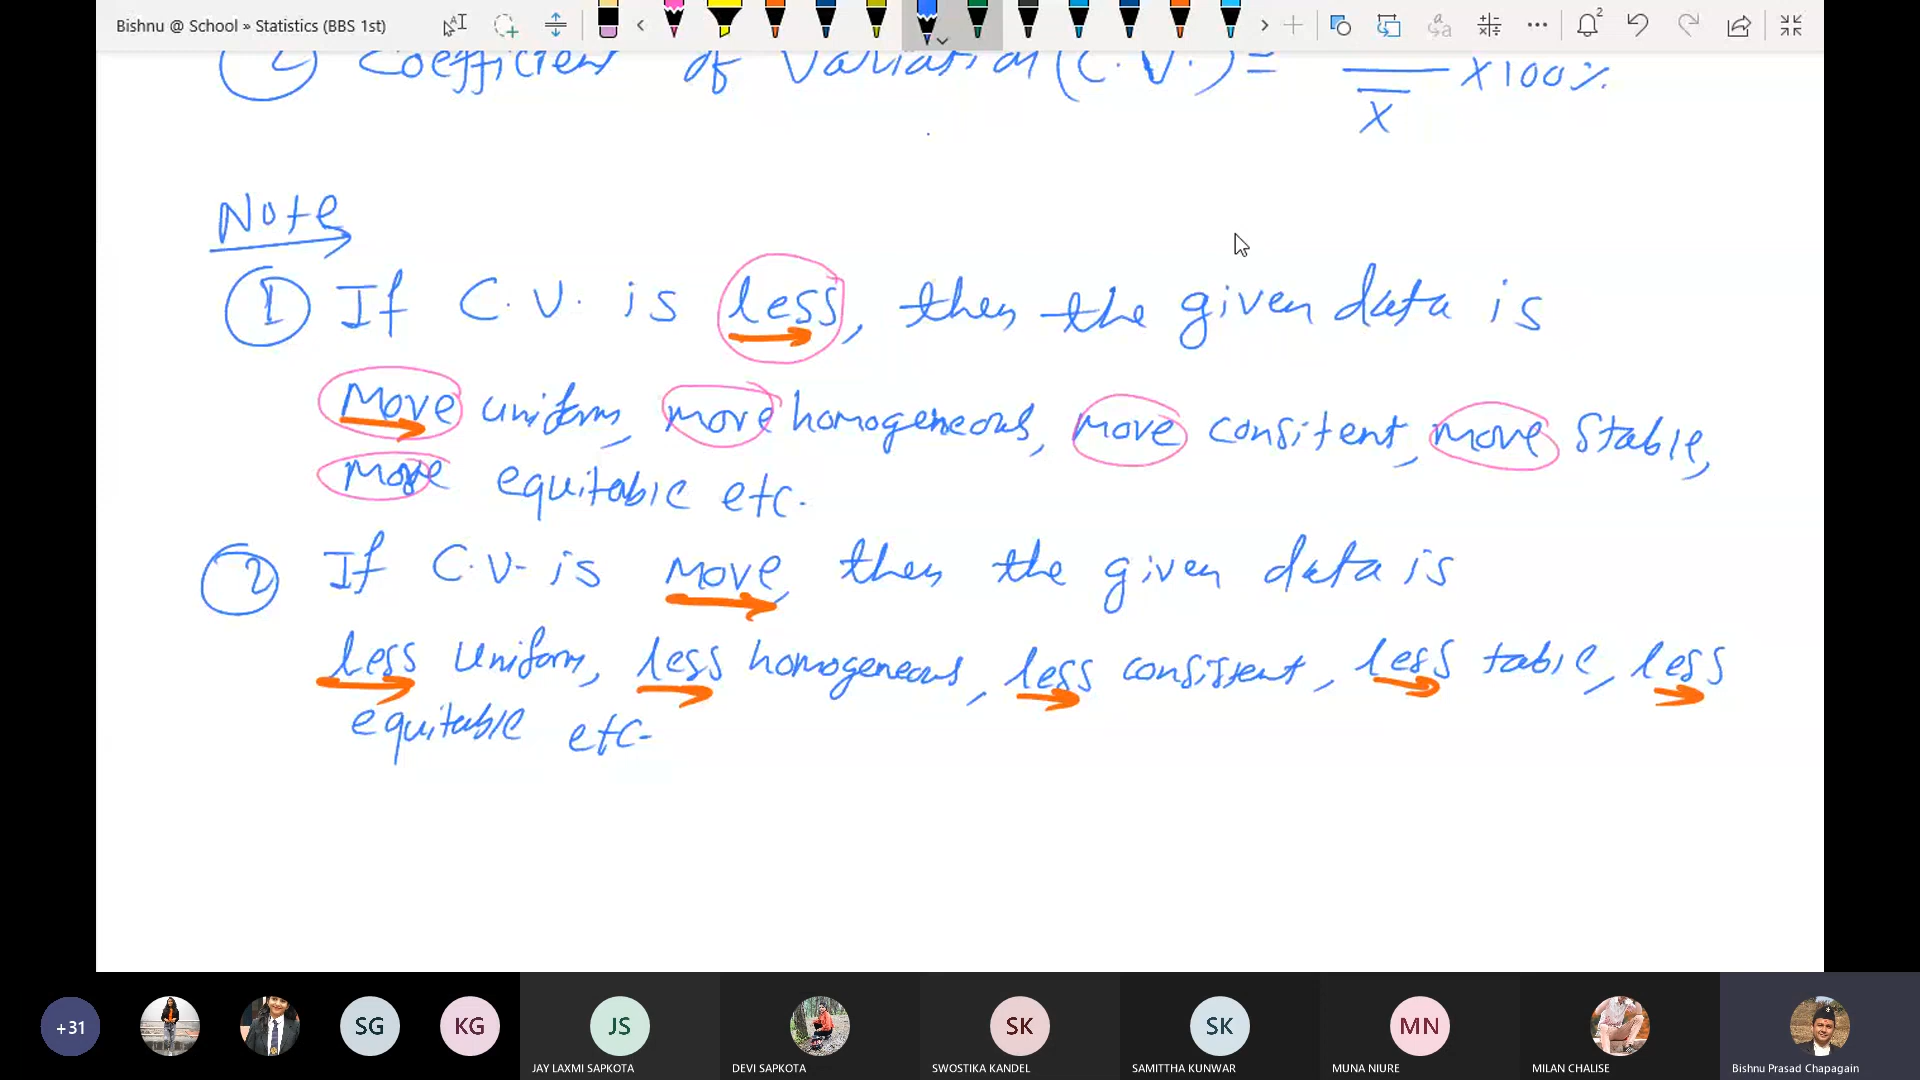 Bishnu @ School » Statistics (BBS 1st)
2
② Coefficient of Variation (C.V.) = ― × 100%
X̄
Note
① If C.V. is less, then the given data is
More uniform, more homogeneous, more consitent, more Stable,
more equitable etc.
② If C.V. is more, then the given data is
less Uniform, less homogeneous, less consistent, less table, less
equitable etc.
+31
SG
KG
JS
SK
SK
MN
JAY LAXMI SAPKOTA
DEVI SAPKOTA
SWOSTIKA KANDEL
SAMITTHA KUNWAR
MUNA NIURE
MILAN CHALISE
Bishnu Prasad Chapagain